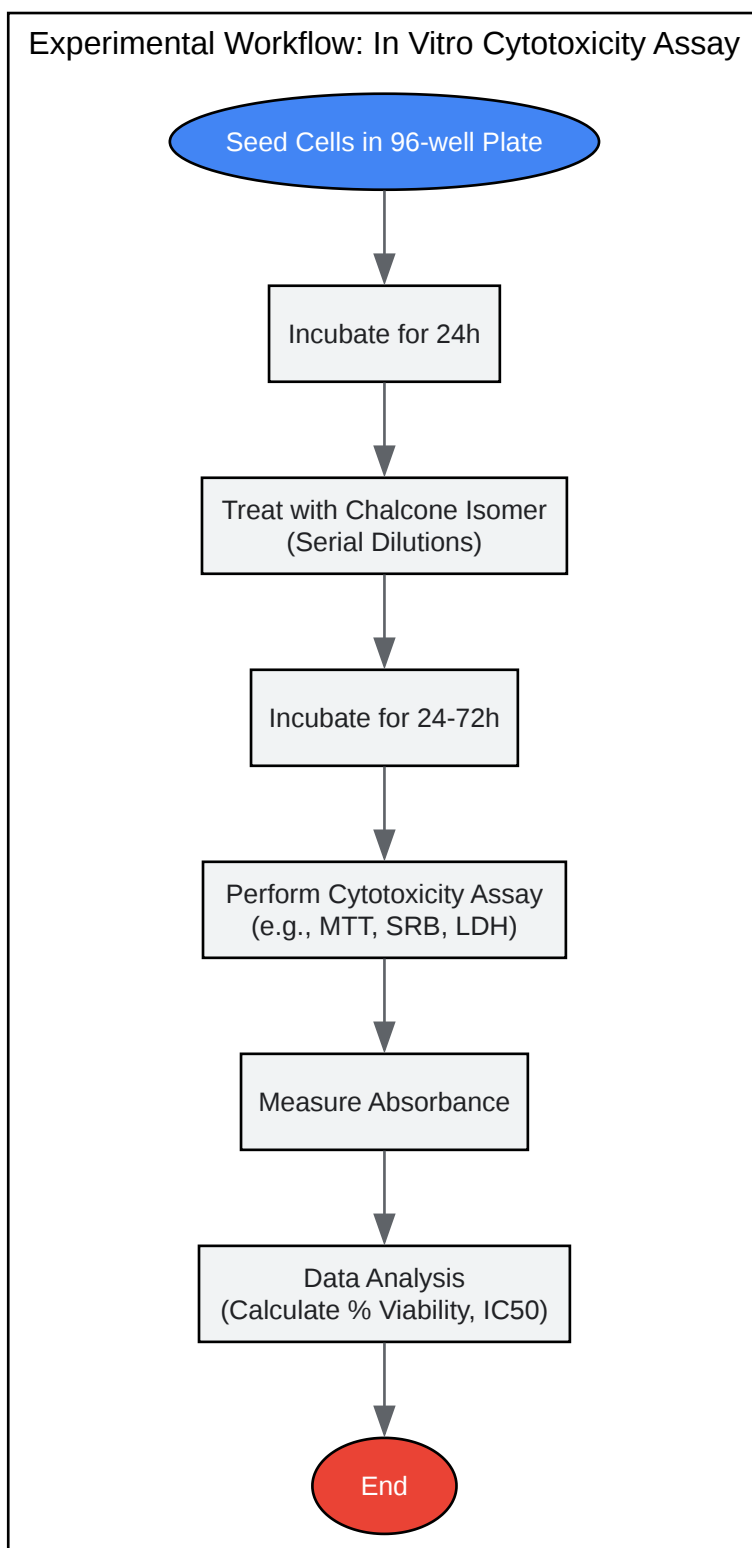 Experimental Workflow: In Vitro Cytotoxicity Assay
Seed Cells in 96-well Plate
Incubate for 24h
Treat with Chalcone Isomer
(Serial Dilutions)
Incubate for 24-72h
Perform Cytotoxicity Assay
(e.g., MTT, SRB, LDH)
Measure Absorbance
Data Analysis
(Calculate % Viability, IC50)
End